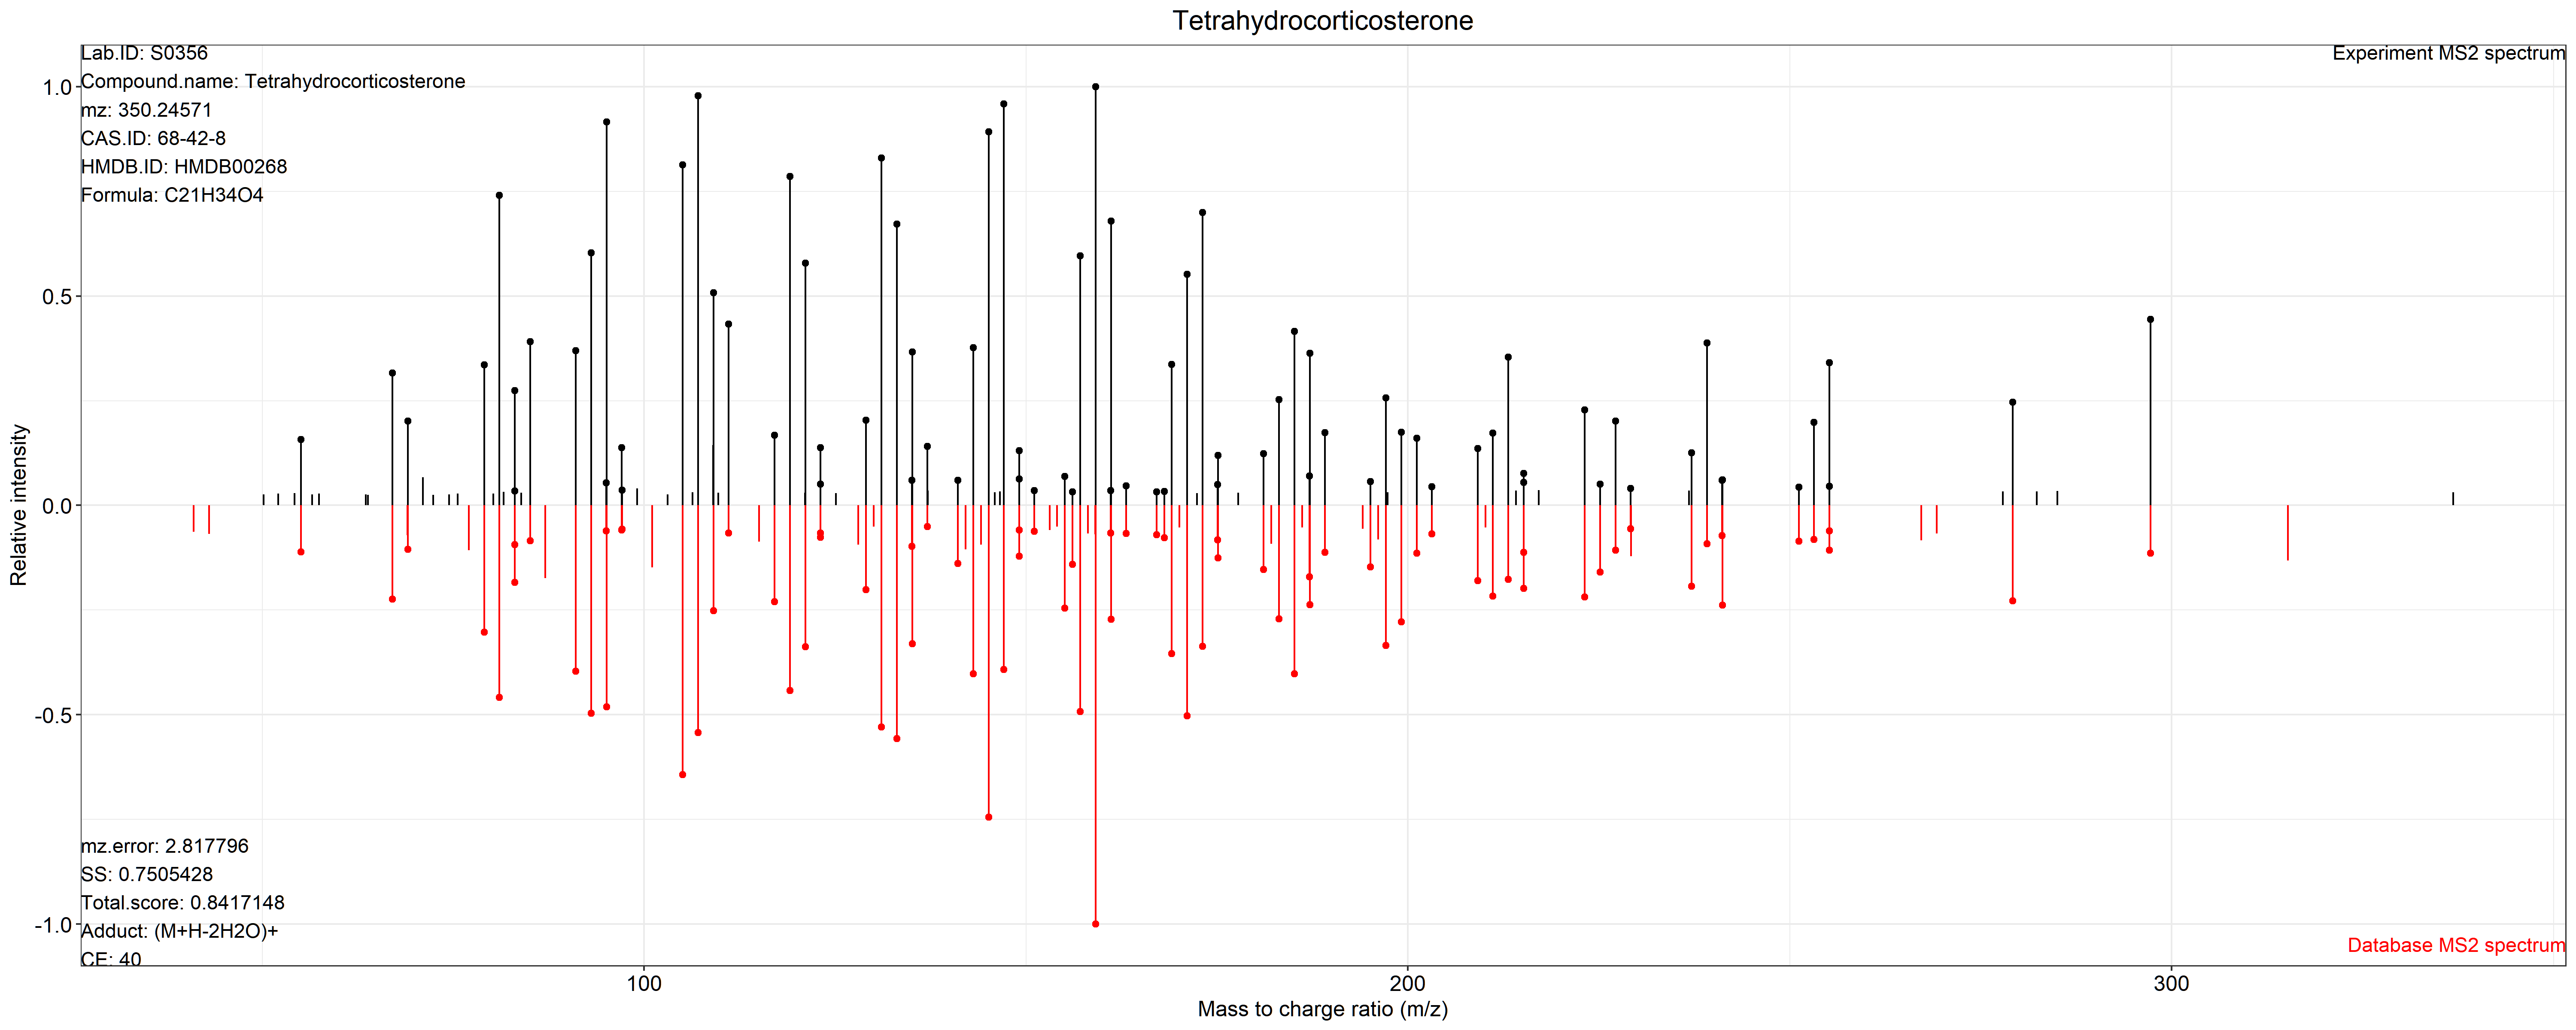 Tetrahydrocorticosterone
Lab.ID: S0356
Experiment MS2 spectrum
Compound.name: Tetrahydrocorticosterone
mz: 350.24571
CAS.ID: 68-42-8
HMDB.ID: HMDB00268
Formula: C21H34O4
1.0
0.5
0.0
-0.5
-1.0
Relative intensity
mz.error: 2.817796
SS: 0.7505428
Total.score: 0.8417148
Adduct: (M+H-2H2O)+
CE: 40
Database MS2 spectrum
100
200
300
Mass to charge ratio (m/z)